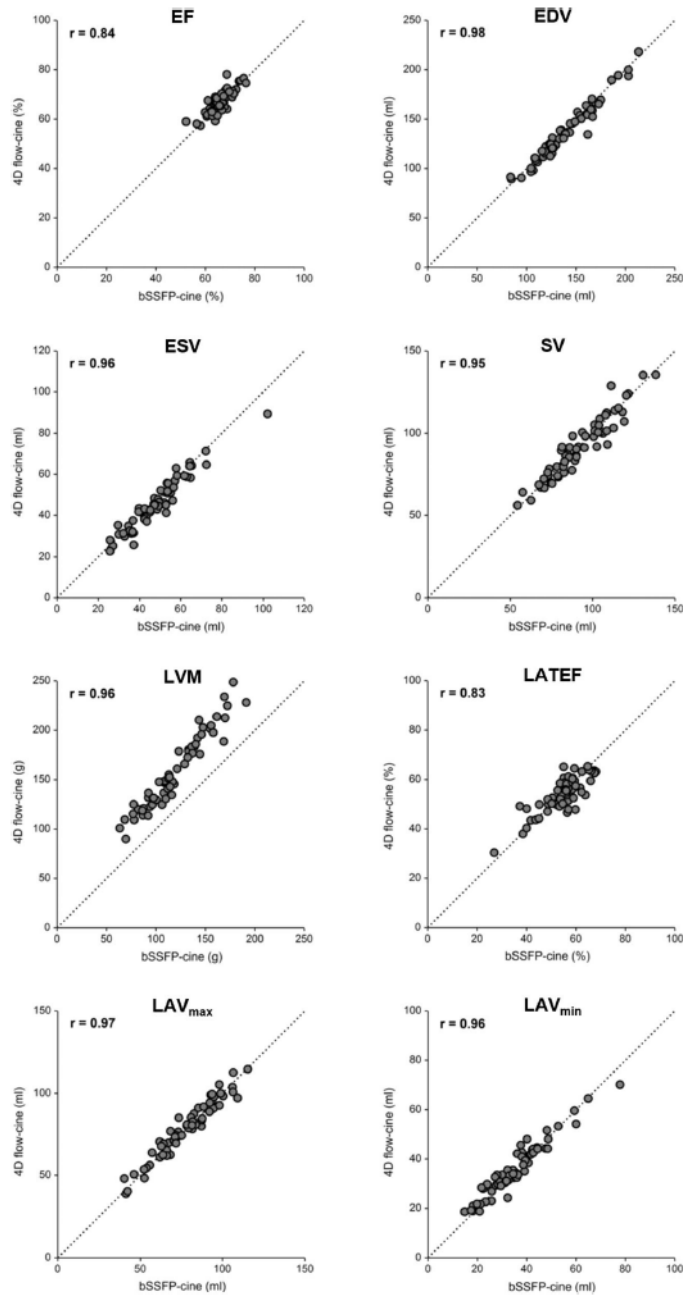 EF
r = 0.84
4D flow-cine (%)
100
80
60
40
20
0
0 20 40 60 80 100
bSSFP-cine (%)
EDV
r = 0.98
4D flow-cine (ml)
250
200
150
100
50
0
0 50 100 150 200 250
bSSFP-cine (ml)
ESV
r = 0.96
4D flow-cine (ml)
120
100
80
60
40
20
0
0 20 40 60 80 100 120
bSSFP-cine (ml)
SV
r = 0.95
4D flow-cine (ml)
150
100
50
0
0 50 100 150
bSSFP-cine (ml)
LVM
r = 0.96
4D flow-cine (g)
250
200
150
100
50
0
0 50 100 150 200 250
bSSFP-cine (g)
LATEF
r = 0.83
4D flow-cine (%)
100
80
60
40
20
0
0 20 40 60 80 100
bSSFP-cine (%)
LAVmax
r = 0.97
4D flow-cine (ml)
150
100
50
0
0 50 100 150
bSSFP-cine (ml)
LAVmin
r = 0.96
4D flow-cine (ml)
100
80
60
40
20
0
0 20 40 60 80 100
bSSFP-cine (ml)